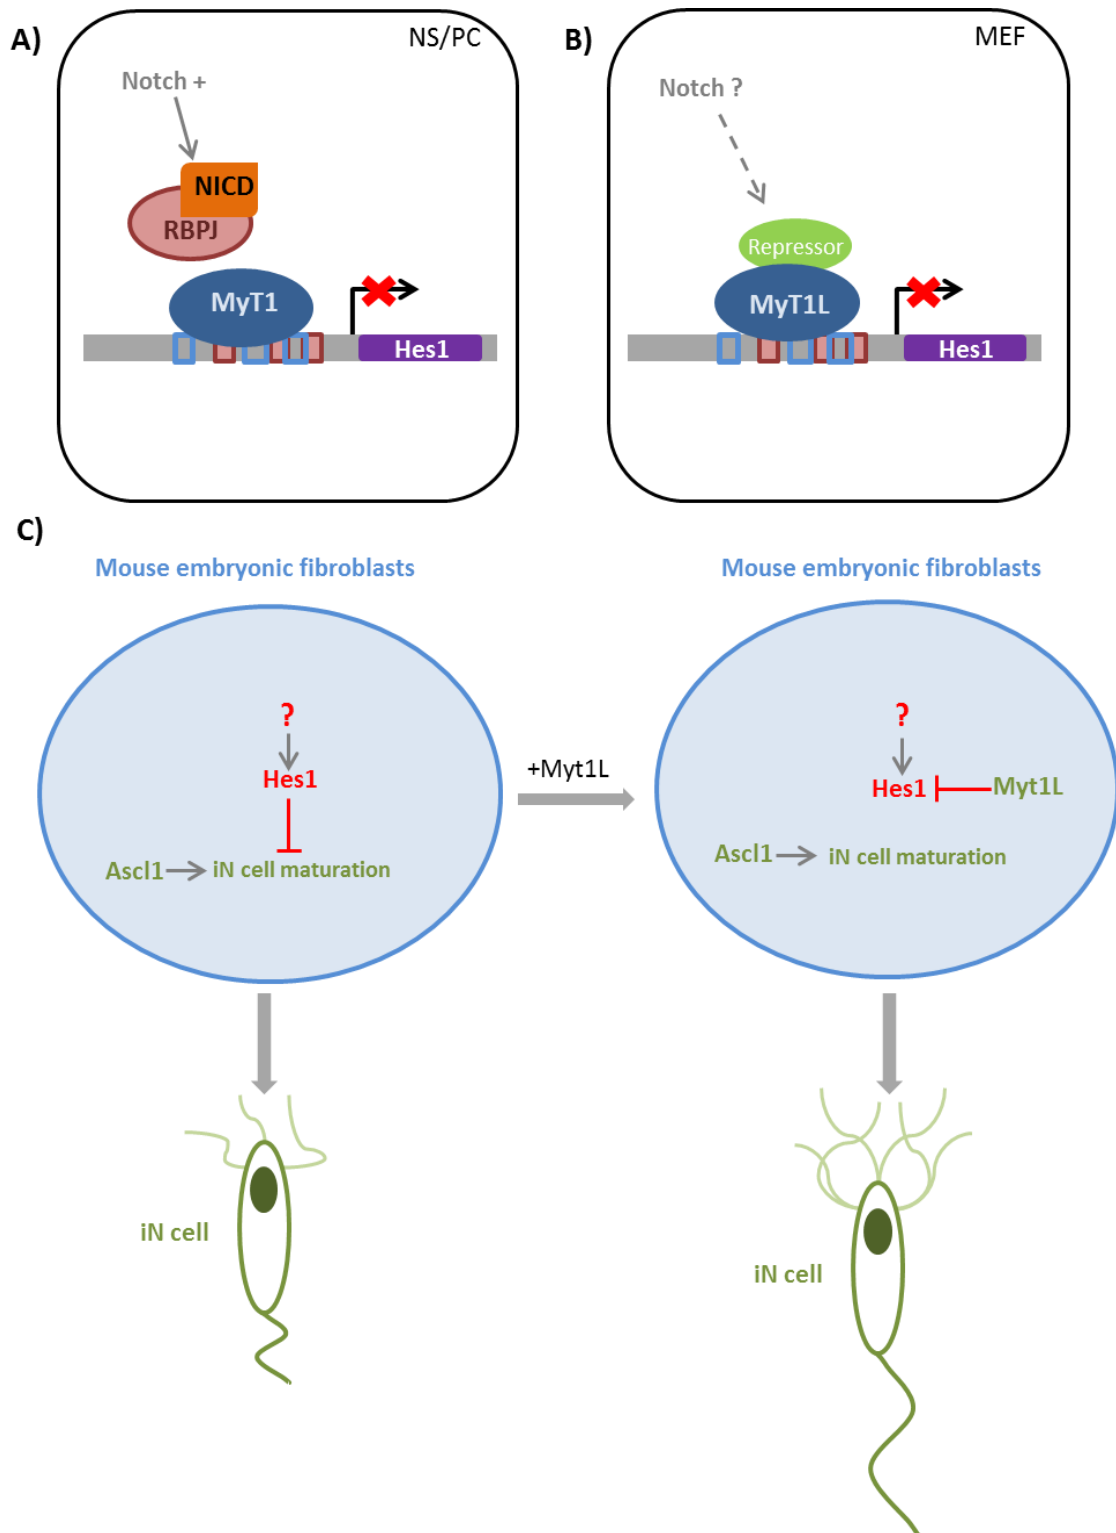 A)
NS/PC
Notch +
NICD
RBPJ
MyT1
Hes1
B)
MEF
Notch ?
Repressor
MyT1L
Hes1
C)
Mouse embryonic fibroblasts
?
Hes1
Ascl1
iN cell maturation
+Myt1L
Mouse embryonic fibroblasts
?
Hes1
Myt1L
Ascl1
iN cell maturation
iN cell
iN cell